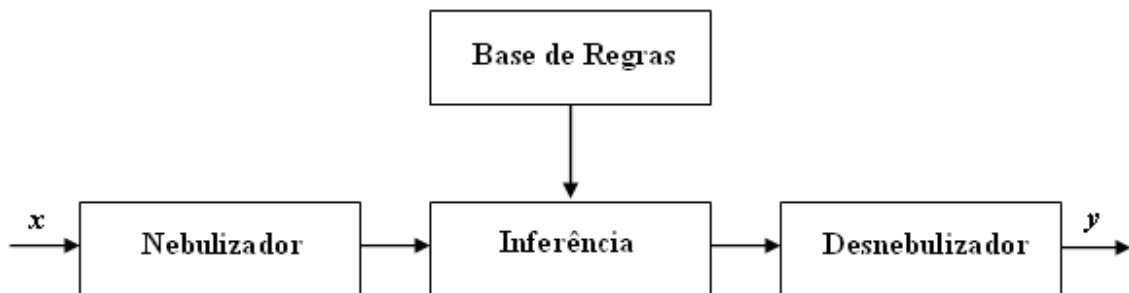 Base de Regras
x
Nebulizador
Inferência
Desnebulizador
y